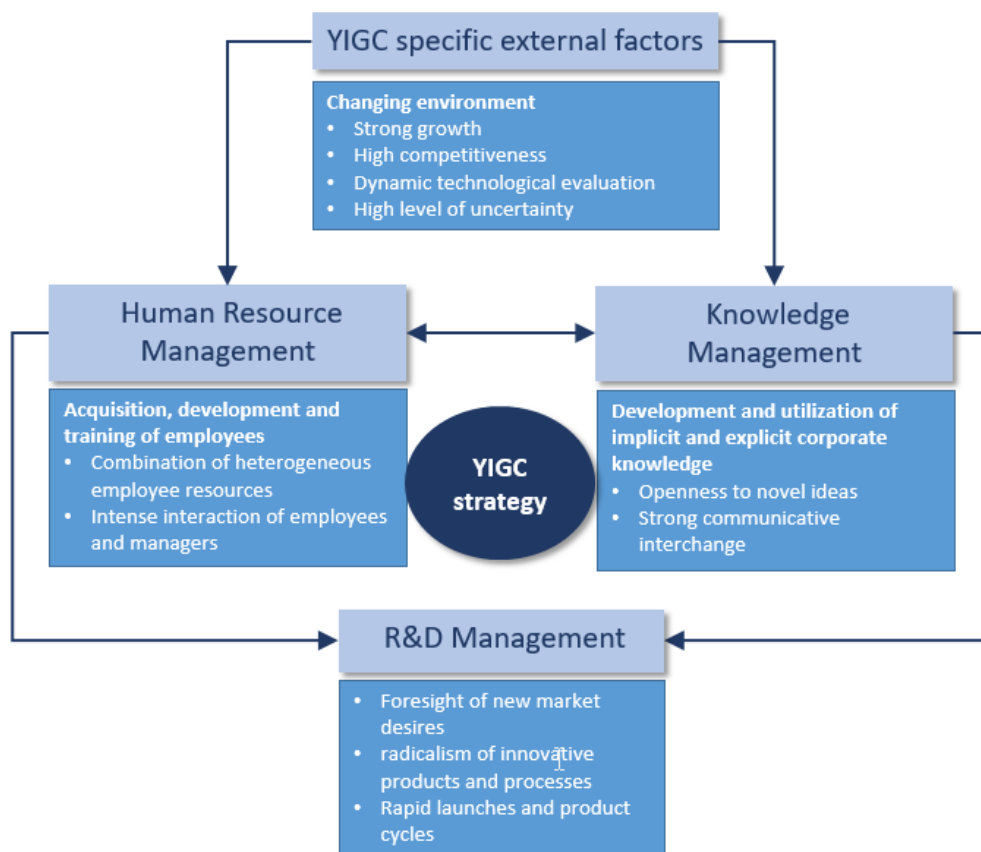 YIGC specific external factors
Changing environment
• Strong growth
• High competitiveness
• Dynamic technological evaluation
• High level of uncertainty
Human Resource
Management
Acquisition, development and
training of employees
• Combination of heterogeneous
employee resources
• Intense interaction of employees
and managers
Knowledge
Management
Development and utilization of
implicit and explicit corporate
knowledge
• Openness to novel ideas
• Strong communicative
interchange
YIGC
strategy
R&D Management
• Foresight of new market
desires
• radicalism of innovative
products and processes
• Rapid launches and product
cycles